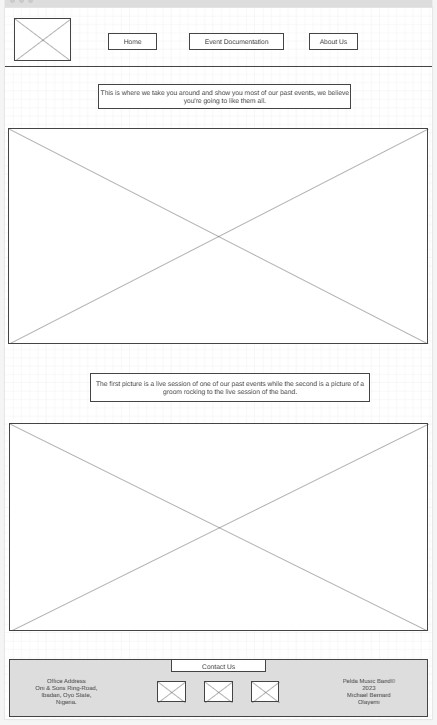 Home
Event Documentation
About Us
This is where we take you around and show you most of our past events, we believe
you're going to like them all.
The first picture is a live session of one of our past events while the second is a picture of a
groom rocking to the live session of the band.
Contact Us
Office Address
Oni & Sons Ring-Road,
Ibadan, Oyo State,
Nigeria.
Pelda Music Band©
2023
Michael Bernard
Olayemi